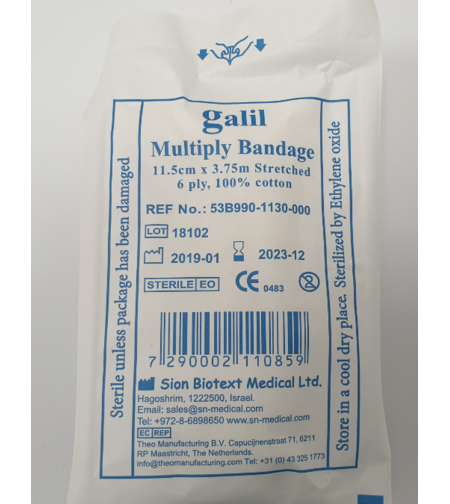 galil
Multiply Bandage
11.5cm x 3.75m Stretched
6 ply, 100% cotton
REF No.: 53B990-1130-000
LOT 18102
2019-01 2023-12
STERILE EO CE 0483 2
7 290002 110859
Sion Biotext Medical Ltd.
Hagoshrim, 1222500, Israel.
Email: sales@sn-medical.com
Tel: +972-8-6898650 www.sn-medical.com
EC REP
Theo Manufacturing B.V. Capucijnenstraat 71, 6211
RP Maastricht, The Netherlands.
info@theomanufacturing.com Tel: +31 (0) 43 325 1773
Sterile unless package has been damaged
Store in a cool dry place. Sterilized by Ethylene oxide